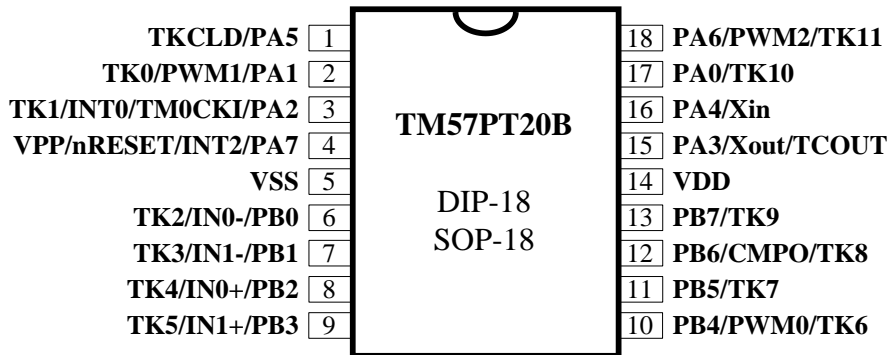 TKCLD/PA5 1 18 PA6/PWM2/TK11
TK0/PWM1/PA1 2 17 PA0/TK10
TK1/INT0/TM0CKI/PA2 3 16 PA4/Xin
TM57PT20B
VPP/nRESET/INT2/PA7 4 15 PA3/Xout/TCOUT
VSS 5 14 VDD
TK2/IN0-/PB0 6 DIP-18 13 PB7/TK9
TK3/IN1-/PB1 7 SOP-18 12 PB6/CMPO/TK8
TK4/IN0+/PB2 8 11 PB5/TK7
TK5/IN1+/PB3 9 10 PB4/PWM0/TK6